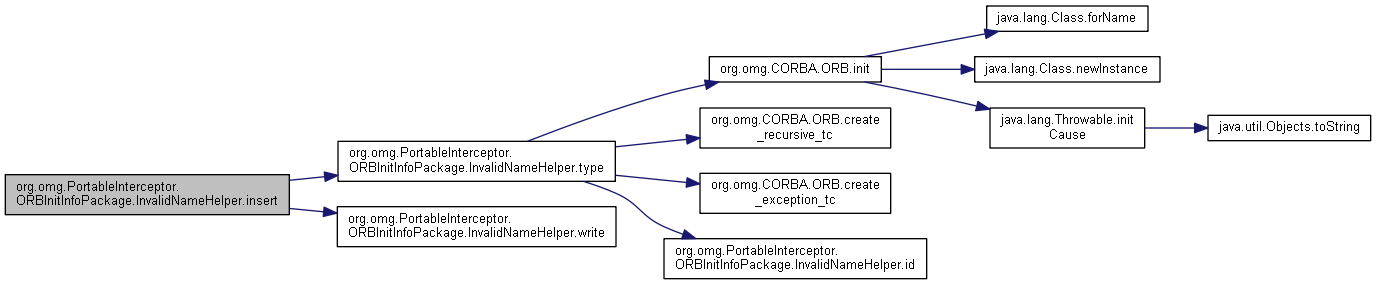 org.omg.PortableInterceptor.
ORBInitInfoPackage.InvalidNameHelper.insert
org.omg.PortableInterceptor.
ORBInitInfoPackage.InvalidNameHelper.type
org.omg.PortableInterceptor.
ORBInitInfoPackage.InvalidNameHelper.write
org.omg.CORBA.ORB.init
org.omg.CORBA.ORB.create
_recursive_tc
org.omg.CORBA.ORB.create
_exception_tc
org.omg.PortableInterceptor.
ORBInitInfoPackage.InvalidNameHelper.id
java.lang.Class.forName
java.lang.Class.newInstance
java.lang.Throwable.init
Cause
java.util.Objects.toString